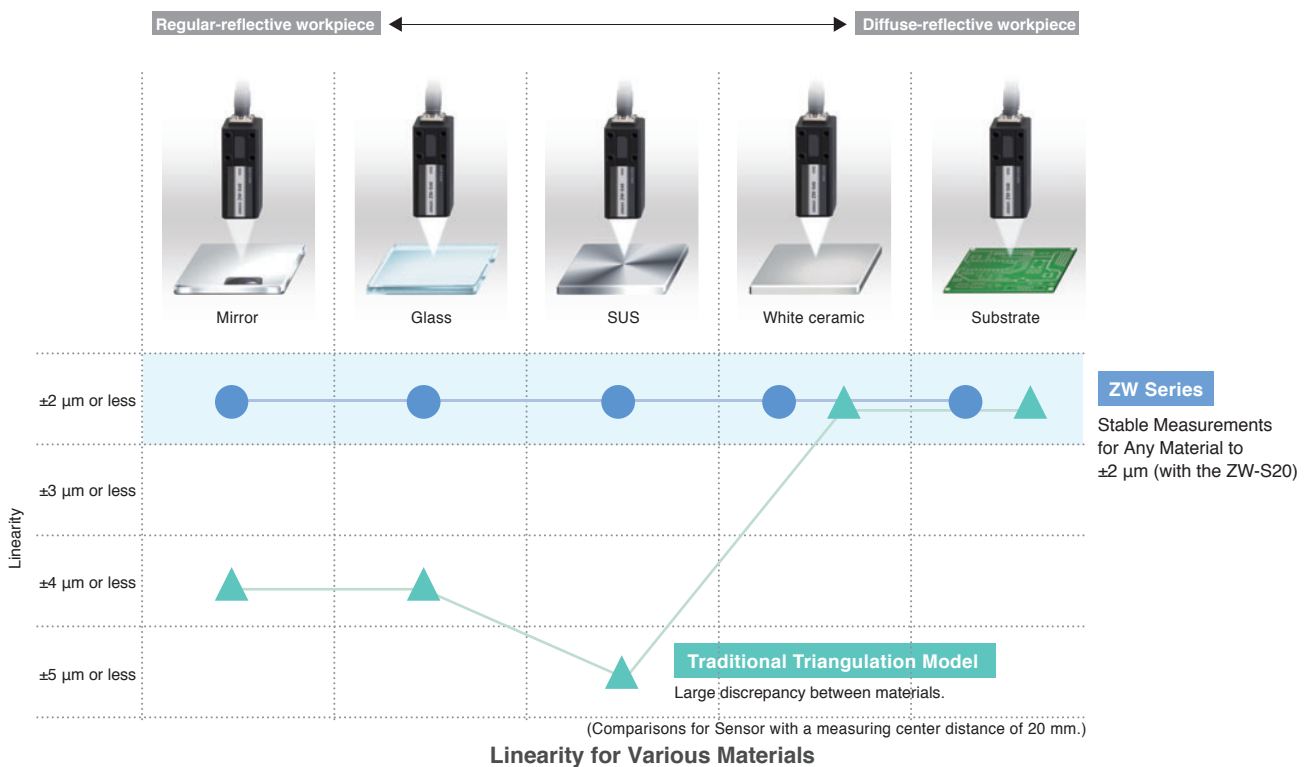 Regular-reflective workpiece
Diffuse-reflective workpiece
Mirror
Glass
SUS
White ceramic
Substrate
±2 µm or less
±3 µm or less
±4 µm or less
±5 µm or less
Linearity
ZW Series
Stable Measurements
for Any Material to
±2 µm (with the ZW-S20)
Traditional Triangulation Model
Large discrepancy between materials.
(Comparisons for Sensor with a measuring center distance of 20 mm.)
Linearity for Various Materials